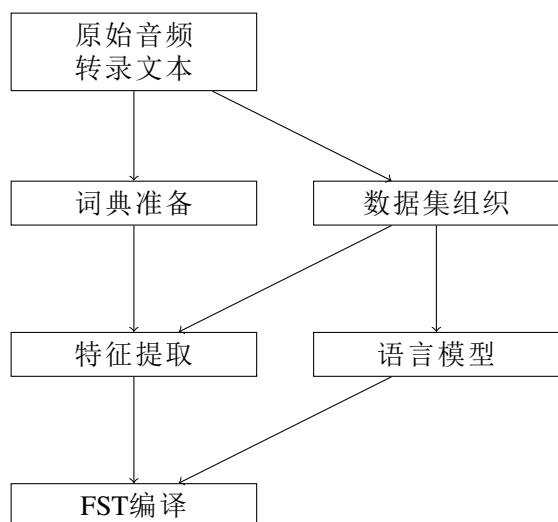 原始音频
转录文本
词典准备
数据集组织
特征提取
语言模型
FST编译